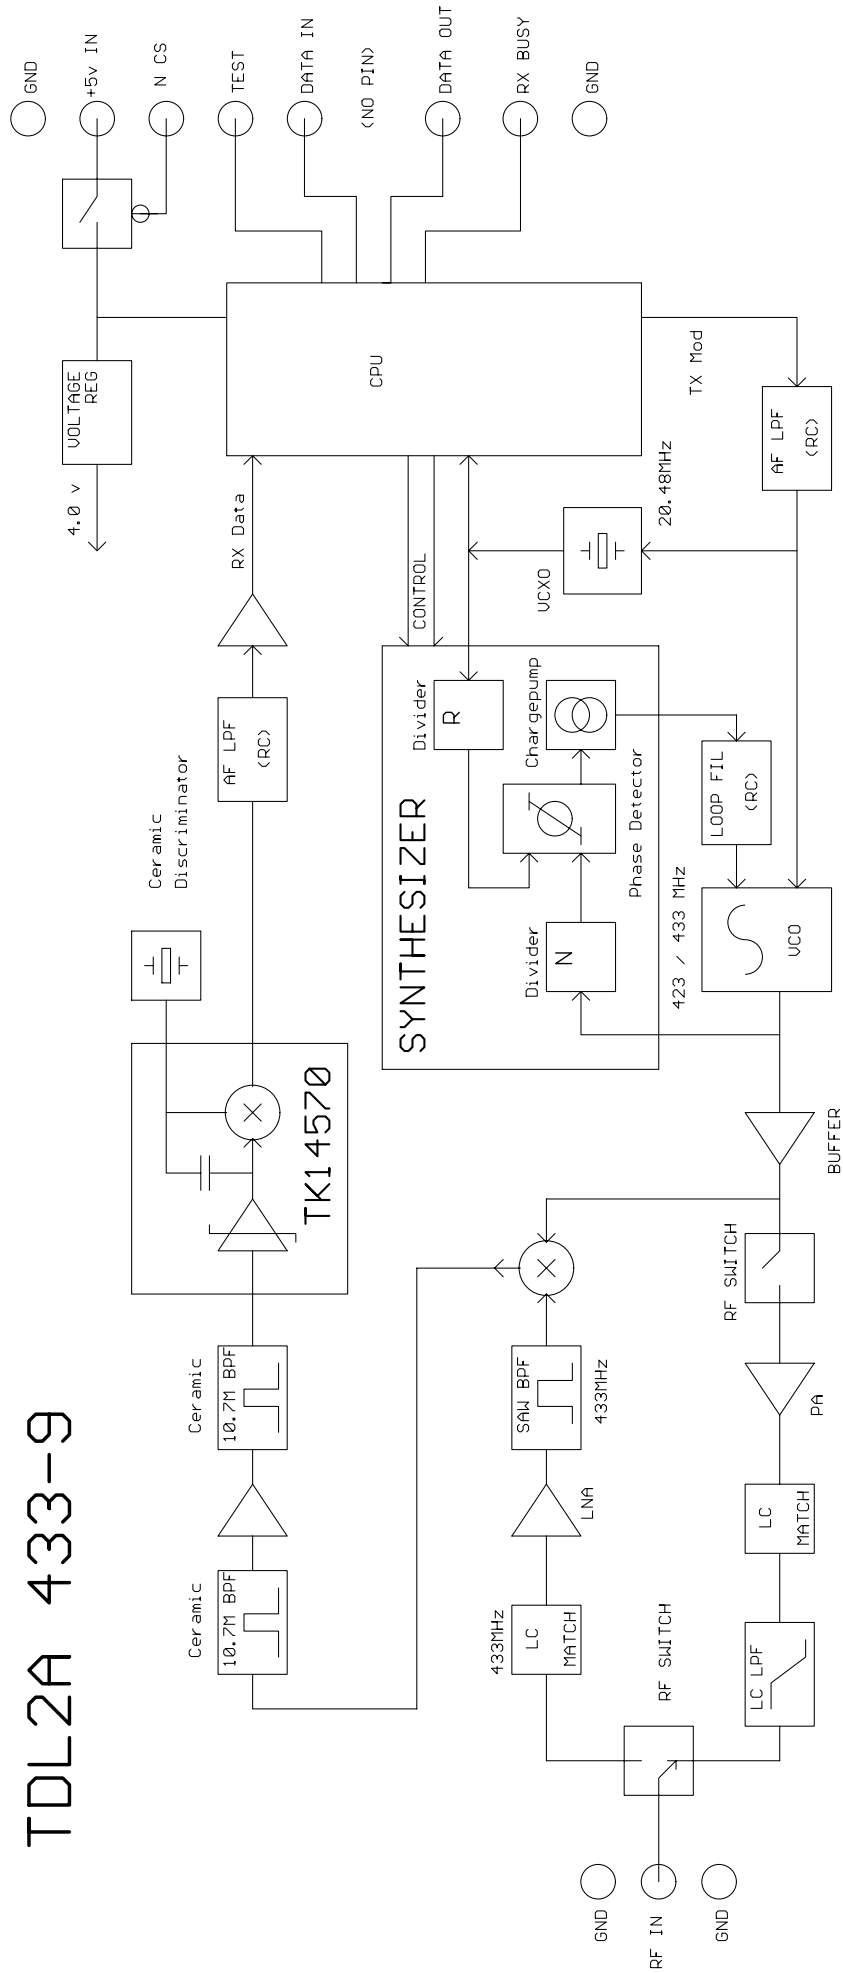 TDL2A 433-9
GND
+5v IN
N CS
TEST
DATA IN
(NO PIN)
DATA OUT
RX BUSY
GND
VOLTAGE
REG
4.0 v
CPU
RX Data
AF LPF
(RC)
Ceramic
Discriminator
TK14570
Ceramic
10.7M BPF
Ceramic
10.7M BPF
CONTROL
SYNTHESIZER
Divider
R
Chargepump
Phase Detector
Divider
N
VCXO
20.48MHz
TX Mod
AF LPF
(RC)
LOOP FIL
(RC)
423 / 433 MHz
VCO
BUFFER
RF SWITCH
PA
LC
MATCH
LC LPF
SAW BPF
433MHz
LNA
433MHz
LC
MATCH
RF SWITCH
GND
RF IN
GND